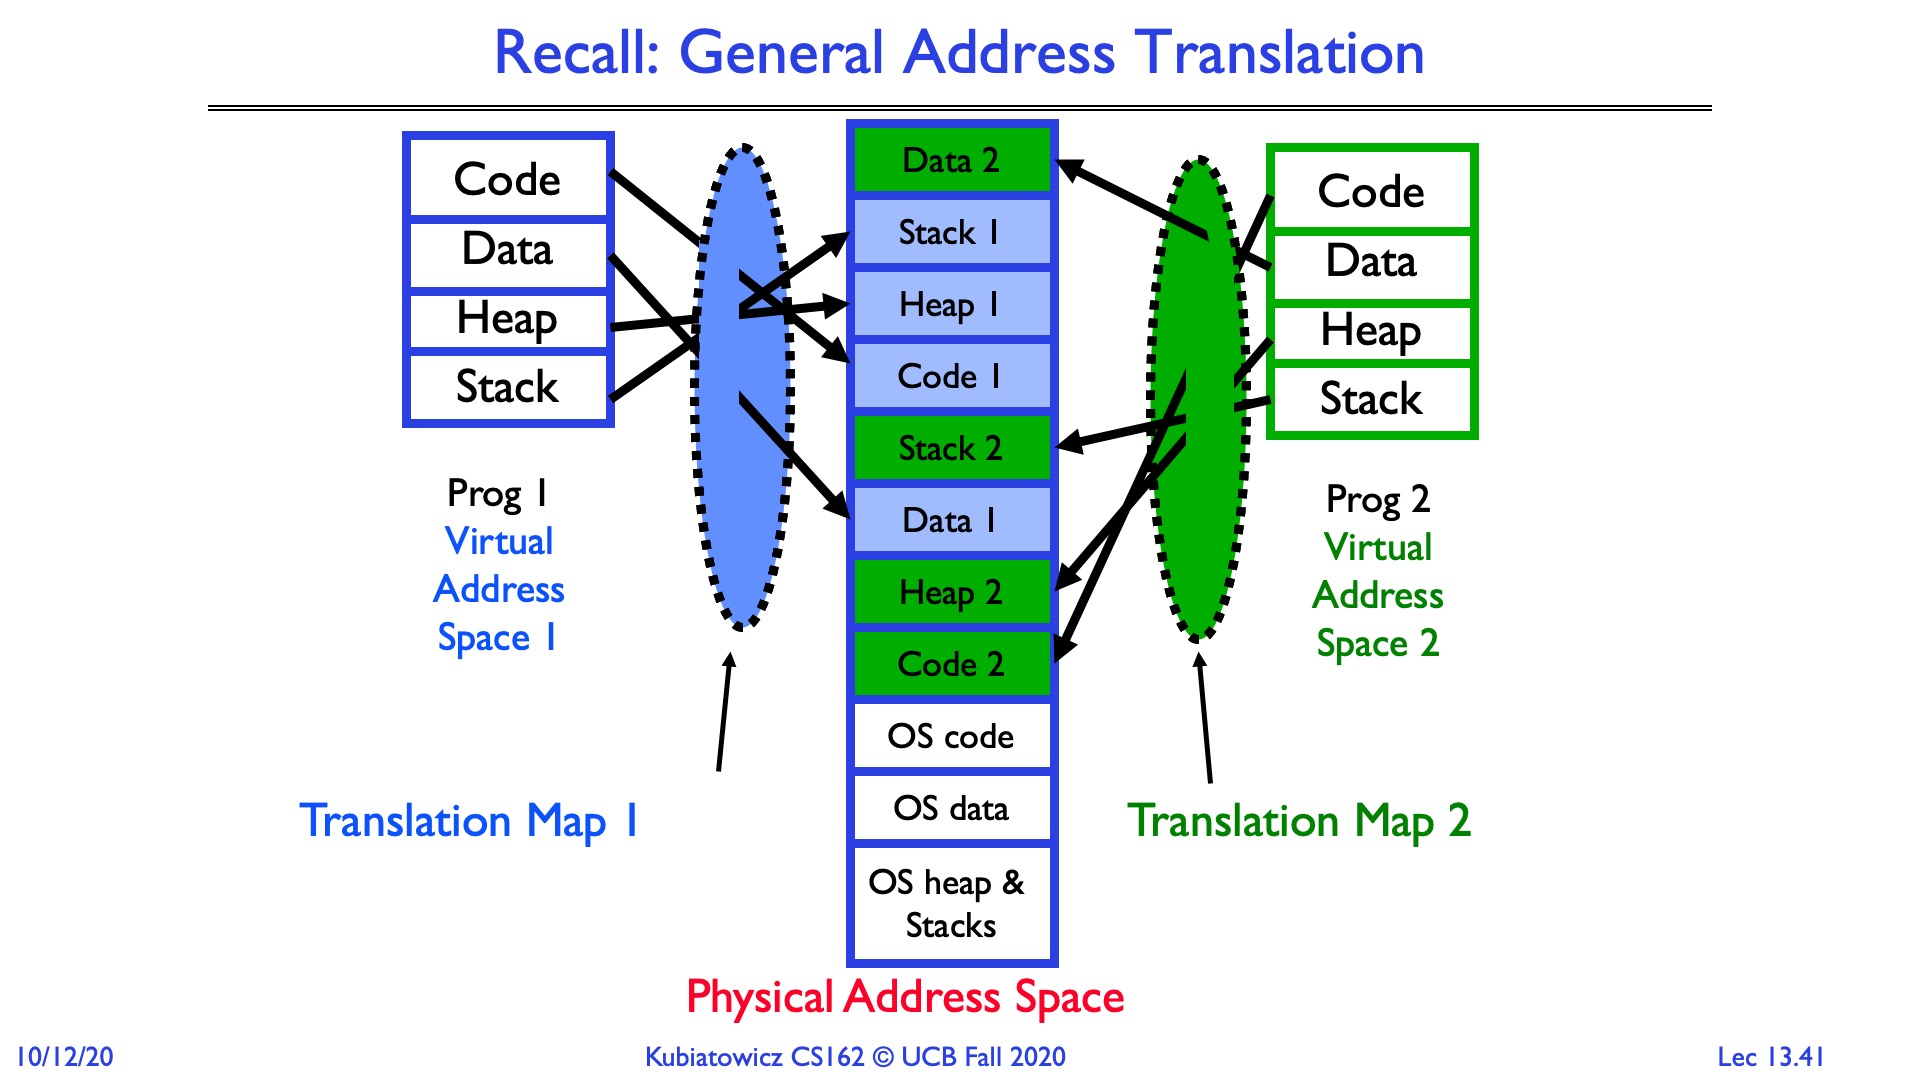 Recall: General Address Translation
Code
Data
Heap
Stack
Prog 1
Virtual
Address
Space 1
Translation Map 1
Data 2
Stack 1
Heap 1
Code 1
Stack 2
Data 1
Heap 2
Code 2
OS code
OS data
OS heap &
Stacks
Physical Address Space
Code
Data
Heap
Stack
Prog 2
Virtual
Address
Space 2
Translation Map 2
10/12/20
Kubiatowicz CS162 © UCB Fall 2020
Lec 13.41